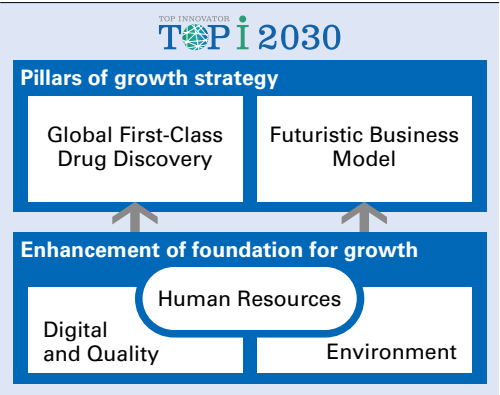 TOP INNOVATOR
TOP i 2030
Pillars of growth strategy
Global First-Class
Drug Discovery
Futuristic Business
Model
Enhancement of foundation for growth
Human Resources
Digital
and Quality
Environment